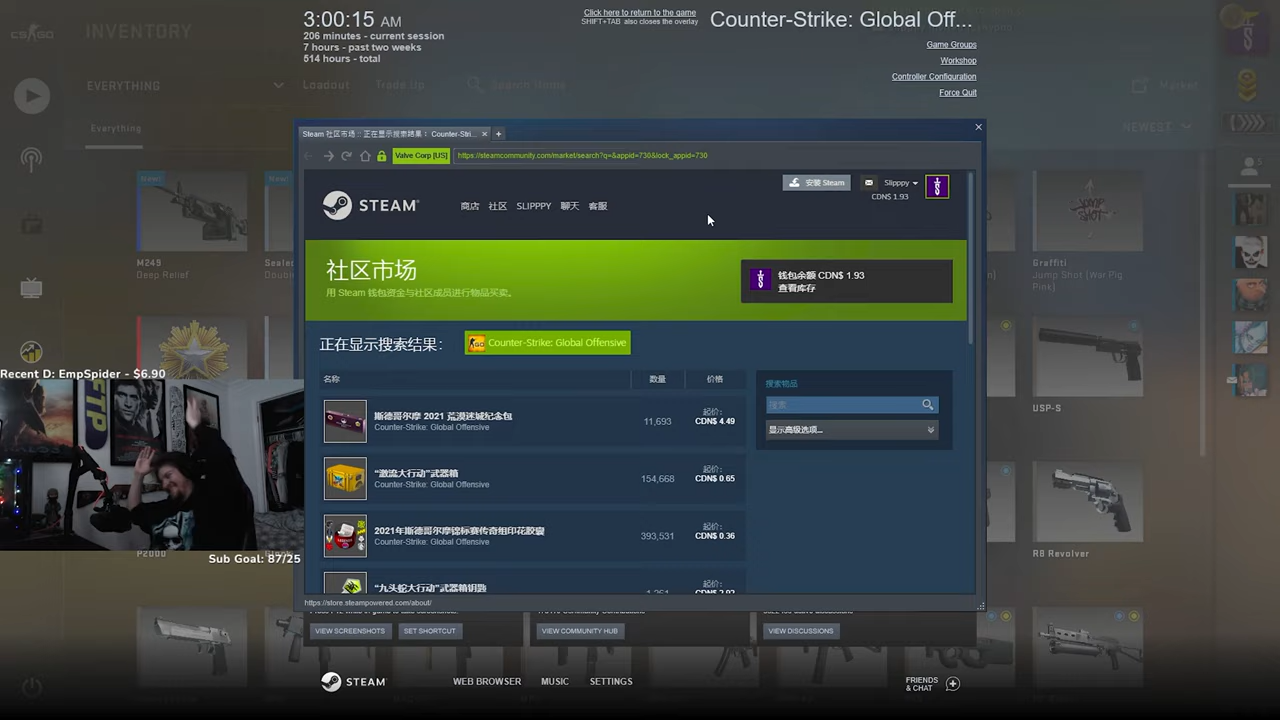 3:00:15 AM
206 minutes - current session
7 hours - past two weeks
514 hours - total
Click here to return to the game
SHIFT+TAB also closes the overlay
Counter-Strike: Global Off...
Game Groups
Workshop
Controller Configuration
Force Quit
CS:GO
INVENTORY
EVERYTHING
Loadout
Trade Up
Search Items
Market
Everything
NEWEST
Steam 社区市场 :: 正在显示搜索结果： Counter-Stri...
Valve Corp [US]
https://steamcommunity.com/market/search?q=&appid=730&lock_appid=730
安装 Steam
Slipppy
CDN$ 1.93
STEAM
商店
社区
SLIPPPY
聊天
客服
社区市场
用 Steam 钱包资金与社区成员进行物品买卖。
钱包余额 CDN$ 1.93
查看库存
正在显示搜索结果：
Counter-Strike: Global Offensive
名称
数量
价格
斯德哥尔摩 2021 荒漠迷城纪念包
Counter-Strike: Global Offensive
11,693
起价:
CDN$ 4.49
“激流大行动”武器箱
Counter-Strike: Global Offensive
154,668
起价:
CDN$ 0.65
2021年斯德哥尔摩锦标赛传奇组印花胶囊
Counter-Strike: Global Offensive
393,531
起价:
CDN$ 0.36
“九头蛇大行动”武器箱钥匙
起价:
搜索物品
搜索
显示高级选项...
https://store.steampowered.com/about/
New!
M249
Deep Relief
New!
Graffiti
Jump Shot (War Pig
Pink)
USP-S
R8 Revolver
P2000
Recent D: EmpSpider - $6.90
Sub Goal: 87/25
VIEW SCREENSHOTS
SET SHORTCUT
VIEW COMMUNITY HUB
VIEW DISCUSSIONS
STEAM
WEB BROWSER
MUSIC
SETTINGS
FRIENDS
& CHAT